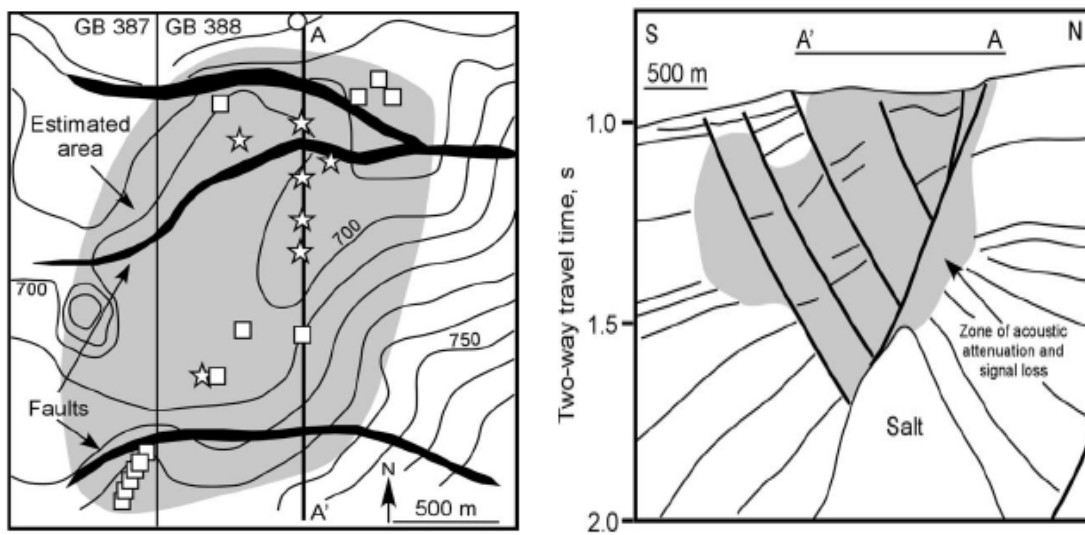 GB 387
GB 388
A
Estimated
area
700
700
750
Faults
N
500 m
A'
S
A'
A
N
500 m
Two-way travel time, s
1.0
1.5
2.0
Zone of acoustic
attenuation and
signal loss
Salt